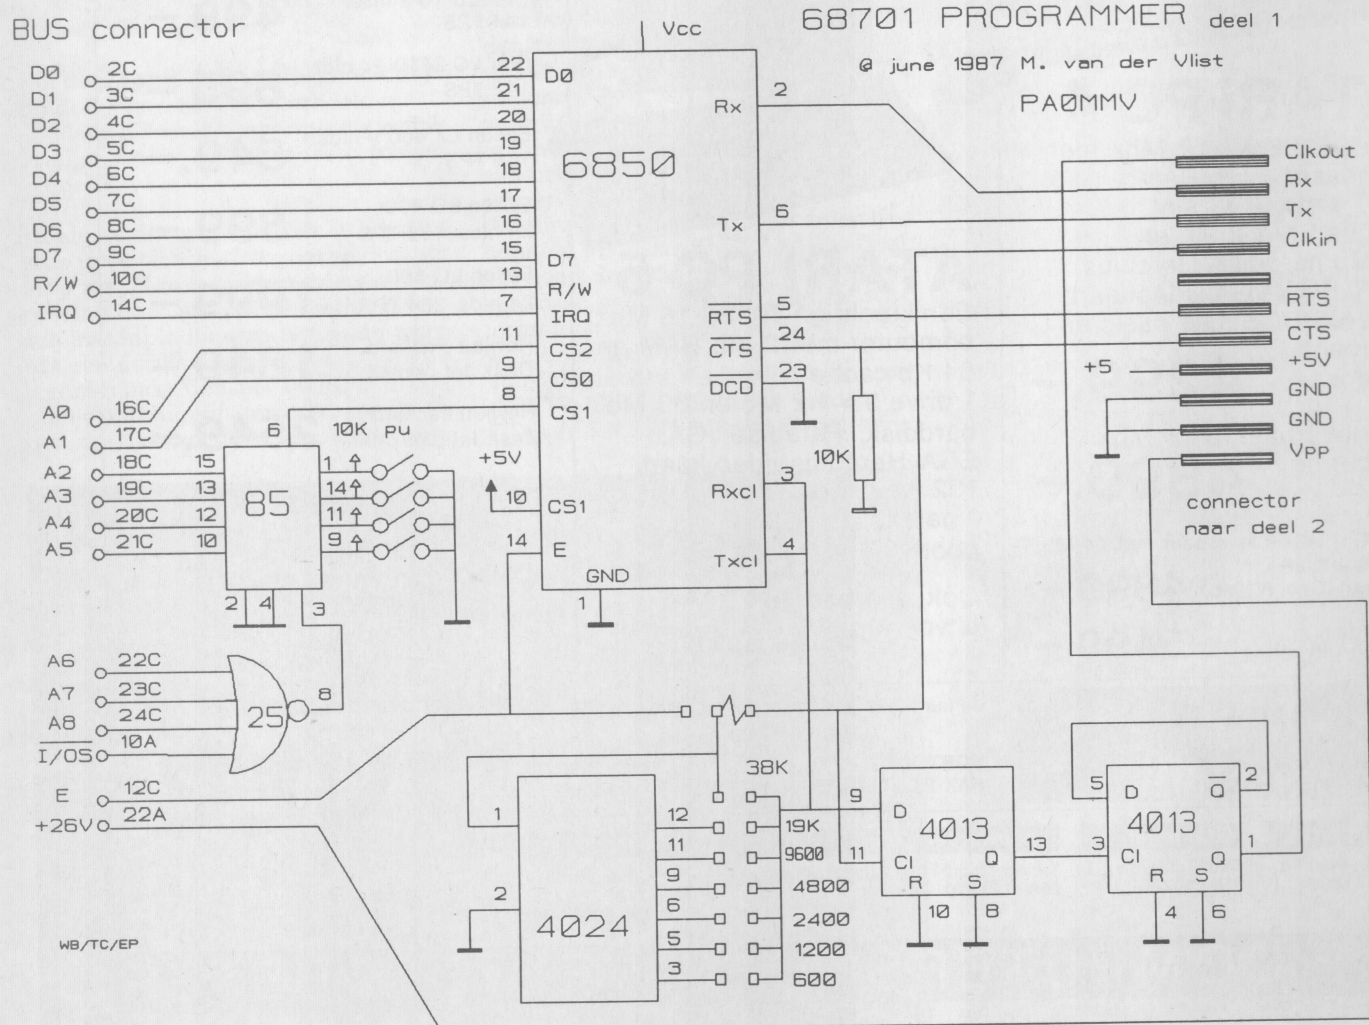 68701 PROGRAMMER deel 1
@ june 1987 M. van der Vlist
PA0MMV
BUS connector
Vcc
D0 2C 22 D0
D1 3C 21
D2 4C 20
D3 5C 19
D4 6C 18
D5 7C 17
D6 8C 16
D7 9C 15 D7
R/W 10C 13 R/W
IRQ 14C 7 IRQ
11 CS2
9 CS0
8 CS1
6850
Rx 2
Tx 6
RTS 5
CTS 24
DCD 23
Rxcl 3
Txcl 4
+5V
10 CS1
14 E
GND
1
10K
Clkout
Rx
Tx
Clkin
RTS
CTS
+5 +5V
GND
GND
Vpp
connector
naar deel 2
A0 16C
A1 17C
A2 18C 15
A3 19C 13
A4 20C 12
A5 21C 10
6
85
10K pu
1
14
11
9
2 4 3
A6 22C
A7 23C
A8 24C
I/OS 10A
25 8
E 12C
+26V 22A
1
2
4024
12
11
9
6
5
3
38K
19K
9600
4800
2400
1200
600
9 D
4013
11 Cl Q 13
R S
10 8
5 D Q 2
4013
3 Cl Q 1
R S
4 6
WB/TC/EP